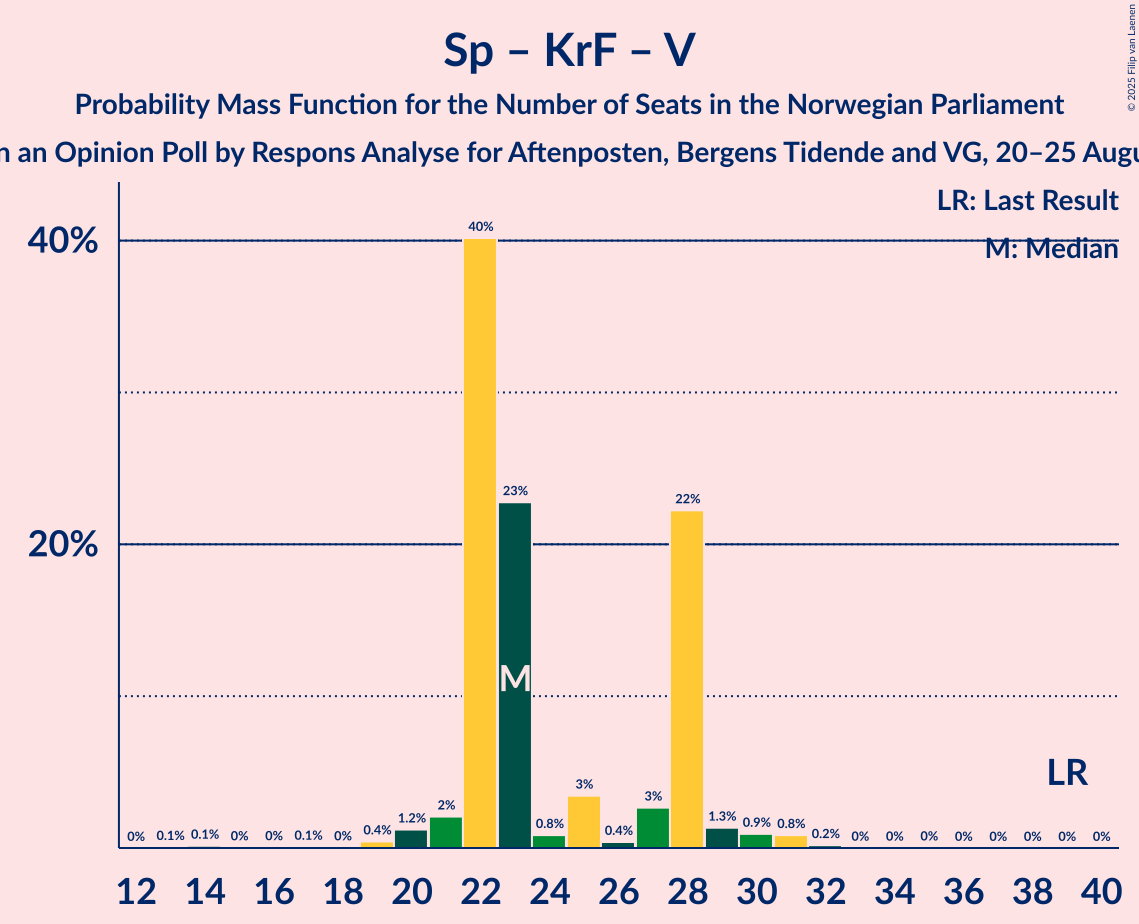 Sp – KrF – V
Probability Mass Function for the Number of Seats in the Norwegian Parliament
an Opinion Poll by Respons Analyse for Aftenposten, Bergens Tidende and VG, 20–25
© 2025 Filip van Laenen
LR: Last Result
M: Median
40%
20%
40%
23%
22%
M
LR
0% 0.1% 0.1% 0% 0% 0.1% 0% 0.4% 1.2% 2% 0.8% 3% 0.4% 3% 1.3% 0.9% 0.8% 0.2% 0% 0% 0% 0% 0% 0% 0% 0%
12 14 16 18 20 22 24 26 28 30 32 34 36 38 40